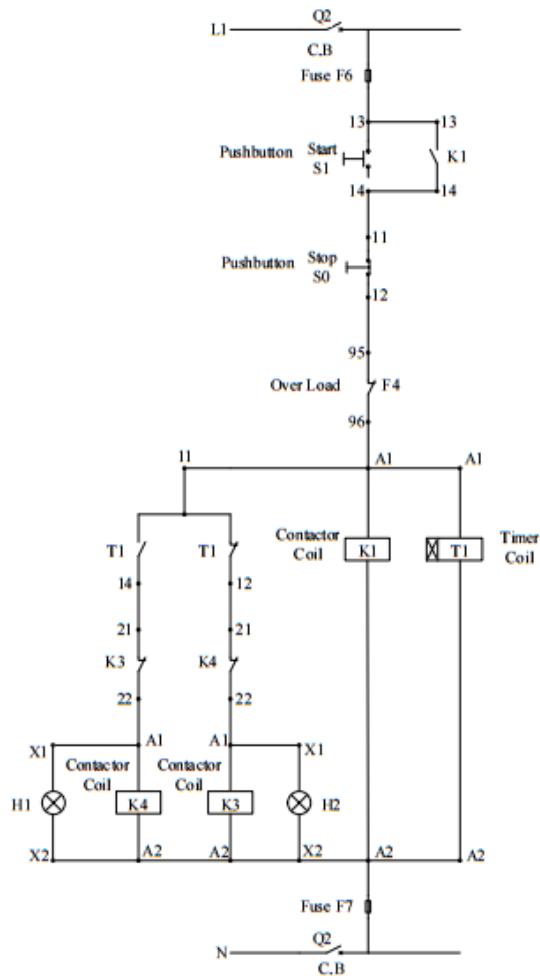 Q2
L1
C.B
Fuse F6
13 13
Pushbutton Start K1
S1
14 14
11
Pushbutton Stop
S0
12
95
Over Load F4
96
11 A1 A1
Contactor Timer
Coil K1 T1 Coil
T1 T1
14 12
21 21
K3 K4
22 22
X1 A1 A1 X1
Contactor Contactor
Coil Coil
H1 K4 K3 H2
X2 A2 A2 X2 A2 A2
Fuse F7
Q2
N
C.B